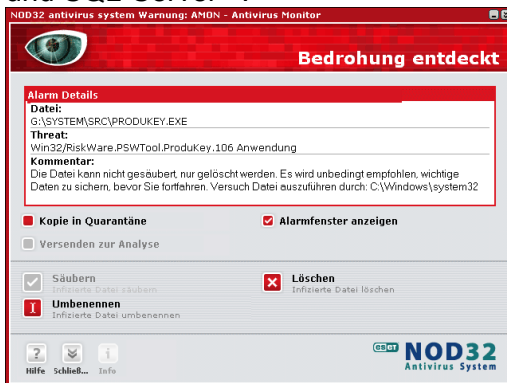 NOD32 antivirus system Warnung: AMON - Antivirus Monitor
Bedrohung entdeckt
Alarm Details
Datei:
G:\SYSTEM\SRC\PRODUKEY.EXE
Threat:
Win32/RiskWare.PSWTool.ProduKey.106 Anwendung
Kommentar:
Die Datei kann nicht gesäubert, nur gelöscht werden. Es wird unbedingt empfohlen, wichtige
Daten zu sichern, bevor Sie fortfahren. Versuch Datei auszuführen durch: C:\Windows\system32
Kopie in Quarantäne
Alarmfenster anzeigen
Versenden zur Analyse
Säubern
Infizierte Datei säubern
Löschen
Infizierte Datei löschen
Umbenennen
Infizierte Datei umbenennen
Hilfe
Schließ...
Info
eset NOD32
Antivirus System